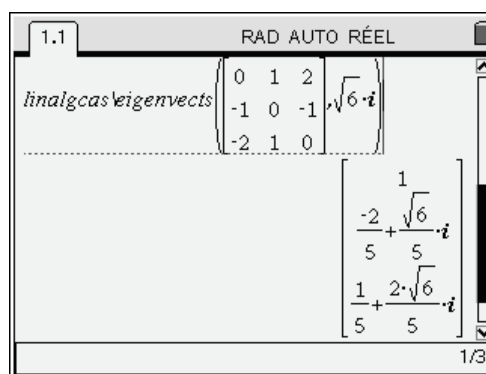 1.1 RAD AUTO RÉEL
linalgcas\eigenvects([0 1 2
-1 0 -1
-2 1 0],√6·i)
[1
-2/5+√6/5·i
1/5+2·√6/5·i]
1/3